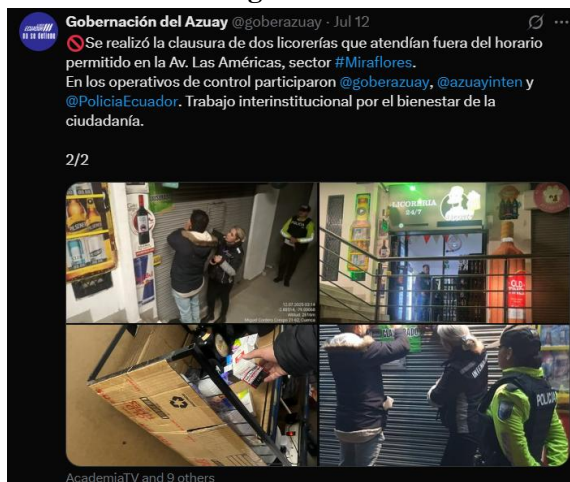 Gobernación del Azuay @goberazuay · Jul 12
🚫Se realizó la clausura de dos licorerías que atendían fuera del horario
permitido en la Av. Las Américas, sector #Miraflores.
En los operativos de control participaron @goberazuay, @azuayinten y
@PoliciaEcuador. Trabajo interinstitucional por el bienestar de la
ciudadanía.
2/2
LICORERIA
24/7
OLD
POLICIA
AcademiaTV and 9 others